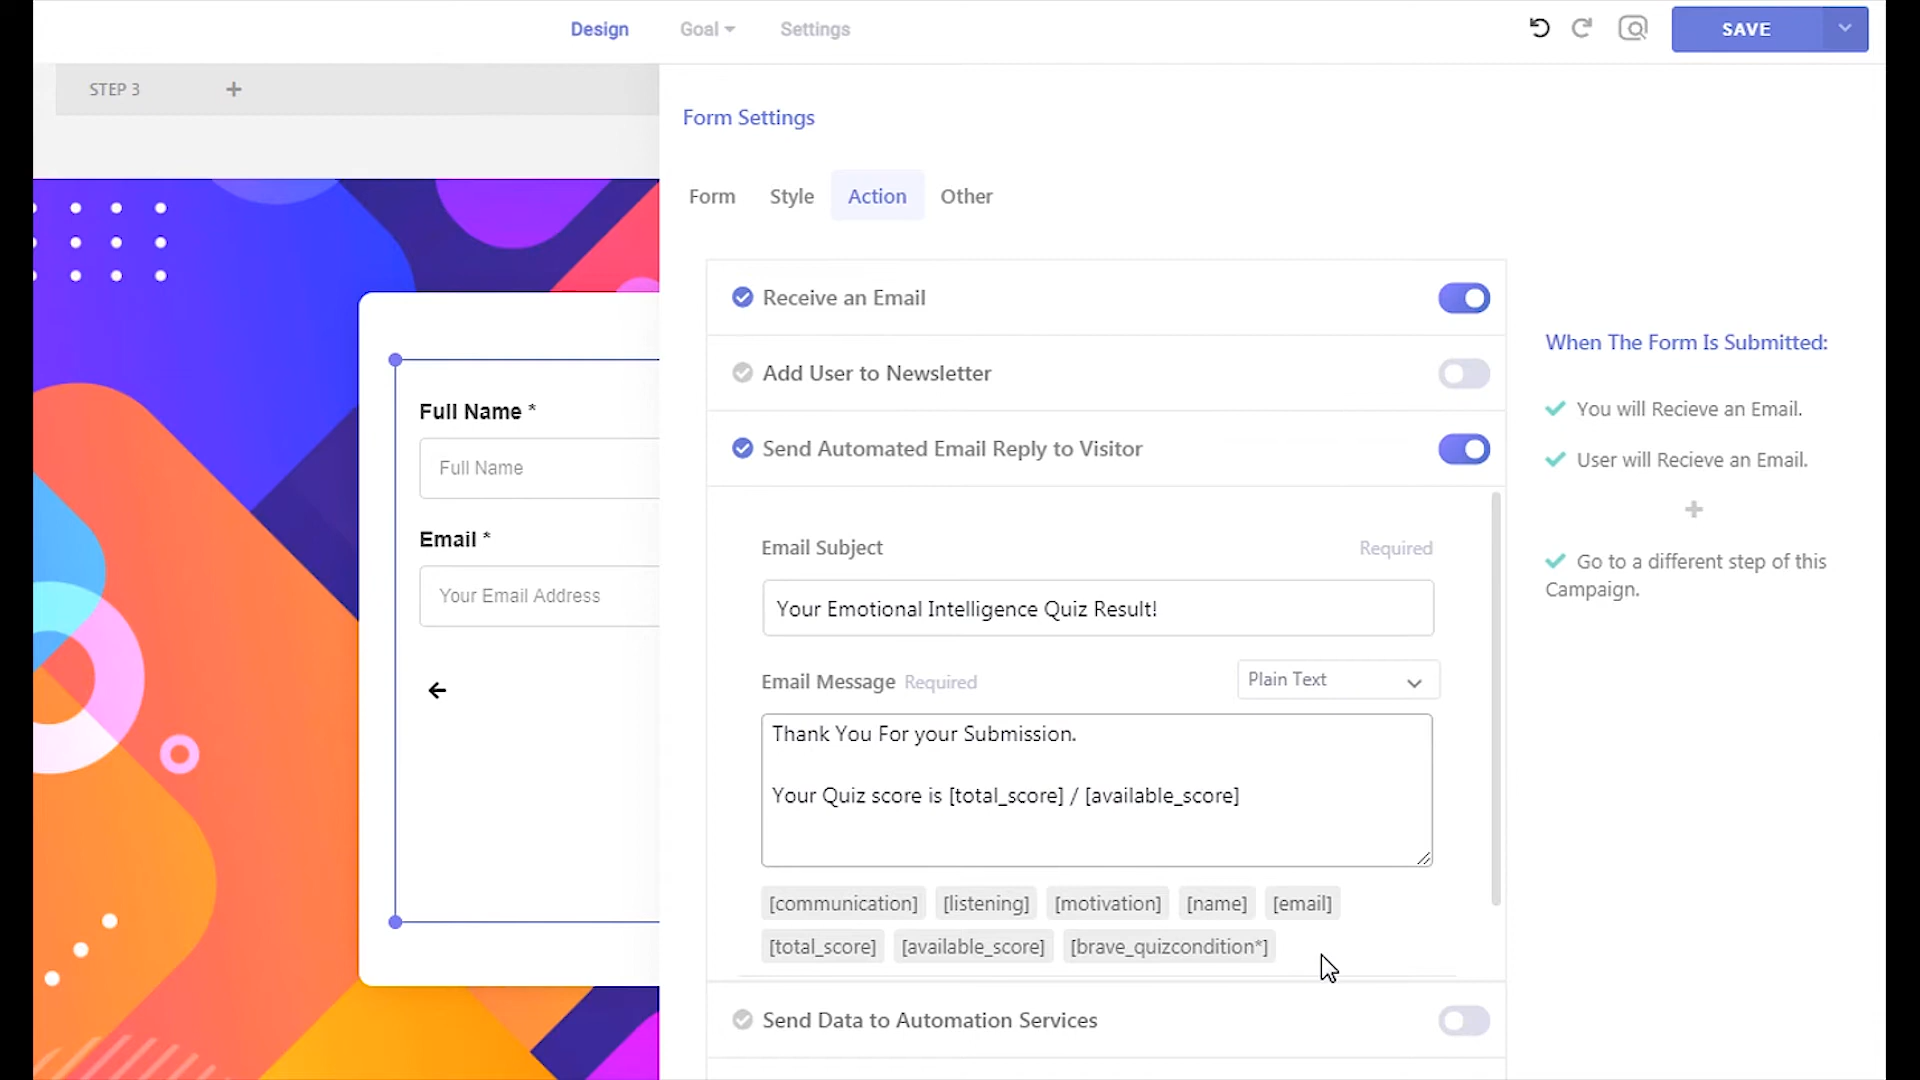 Design
Goal
Settings
SAVE
STEP 3
+
Form Settings
Form
Style
Action
Other
Full Name *
Full Name
Email *
Your Email Address
Receive an Email
Add User to Newsletter
Send Automated Email Reply to Visitor
Email Subject
Required
Your Emotional Intelligence Quiz Result!
Email Message Required
Plain Text
Thank You For your Submission.
Your Quiz score is [total_score] / [available_score]
[communication] [listening] [motivation] [name] [email]
[total_score] [available_score] [brave_quizcondition*]
Send Data to Automation Services
When The Form Is Submitted:
You will Recieve an Email.
User will Recieve an Email.
+
Go to a different step of this
Campaign.